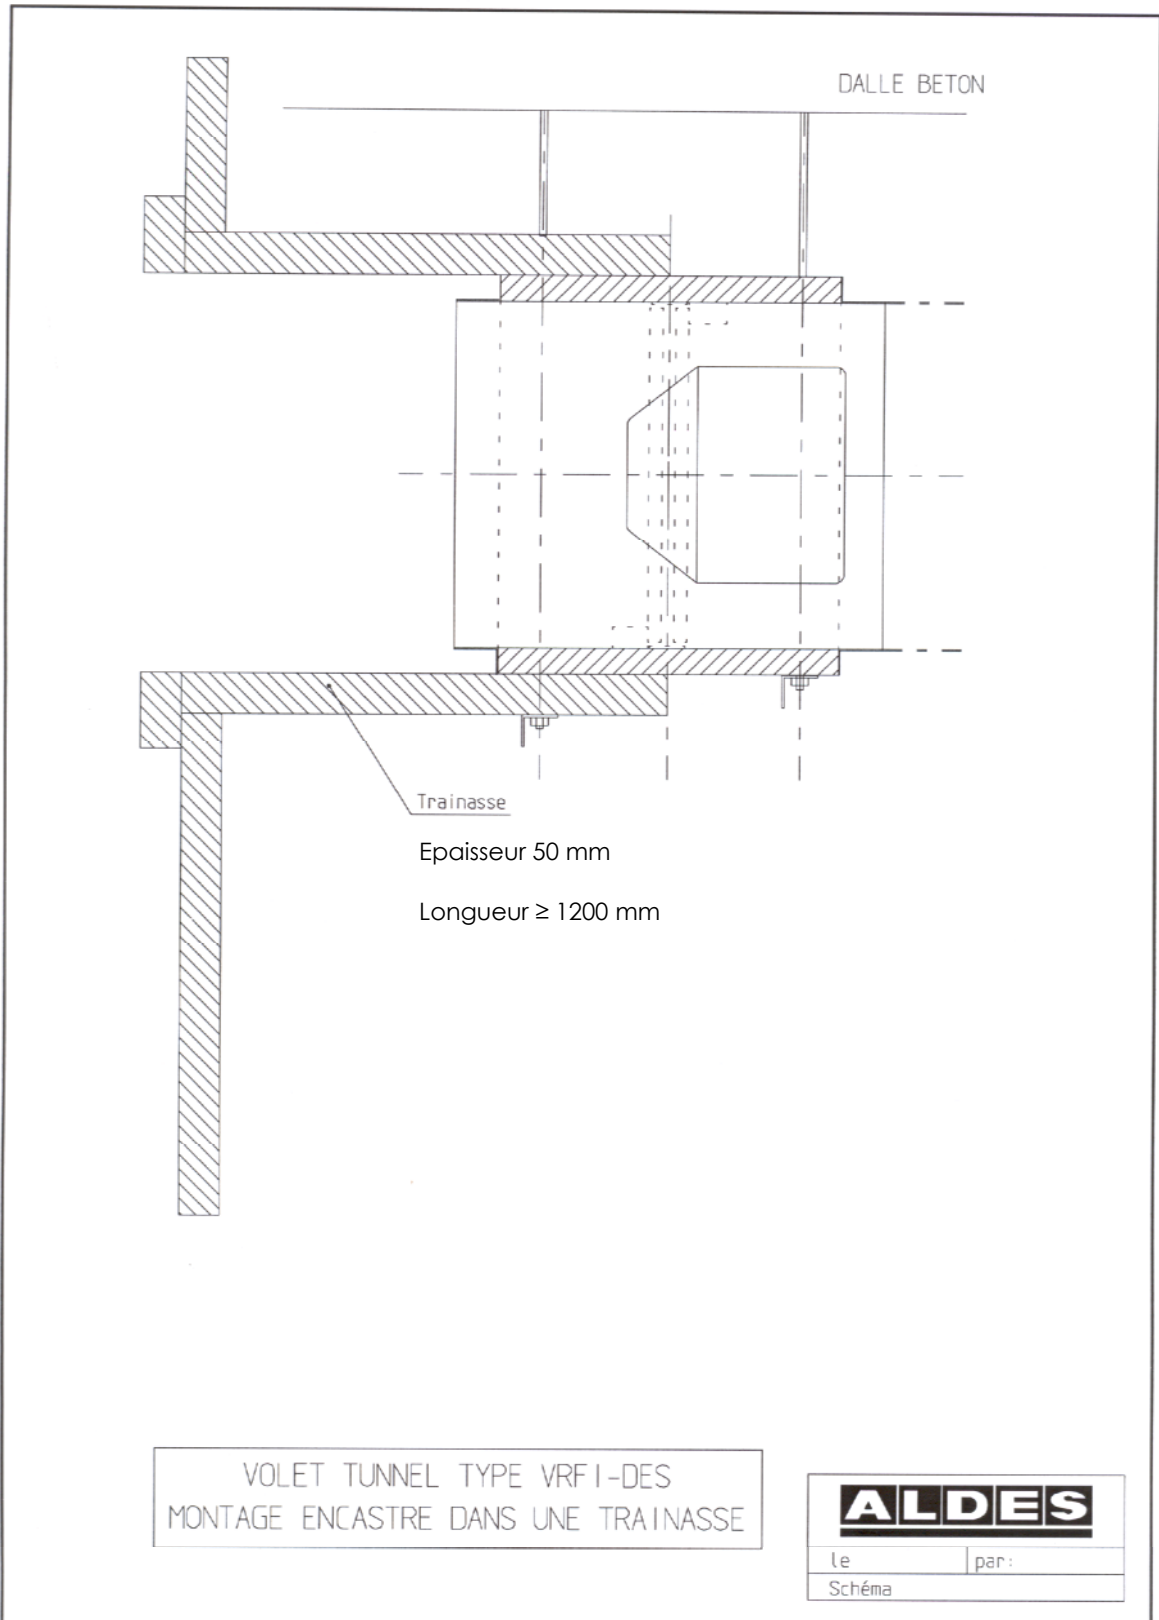 DALLE BETON
Trainasse
Epaisseur 50 mm
Longueur ≥ 1200 mm
VOLET TUNNEL TYPE VRFI-DES
MONTAGE ENCASTRE DANS UNE TRAINASSE
ALDES
le par:
Schéma